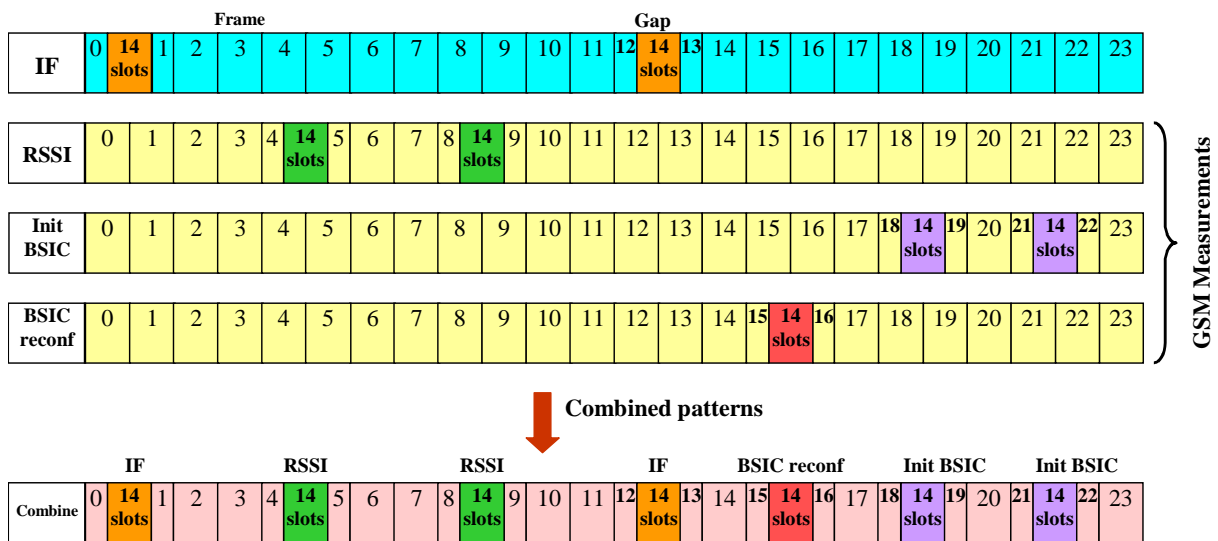 Frame Gap
IF 0 14 slots 1 2 3 4 5 6 7 8 9 10 11 12 14 slots 13 14 15 16 17 18 19 20 21 22 23
RSSI 0 1 2 3 4 14 slots 5 6 7 8 14 slots 9 10 11 12 13 14 15 16 17 18 19 20 21 22 23
Init BSIC 0 1 2 3 4 5 6 7 8 9 10 11 12 13 14 15 16 17 18 14 slots 19 20 21 14 slots 22 23
BSIC reconf 0 1 2 3 4 5 6 7 8 9 10 11 12 13 14 15 14 slots 16 17 18 19 20 21 22 23
GSM Measurements
Combined patterns
IF RSSI RSSI IF BSIC reconf Init BSIC Init BSIC
Combine 0 14 slots 1 2 3 4 14 slots 5 6 7 8 14 slots 9 10 11 12 14 slots 13 14 15 14 slots 16 17 18 14 slots 19 20 21 14 slots 22 23